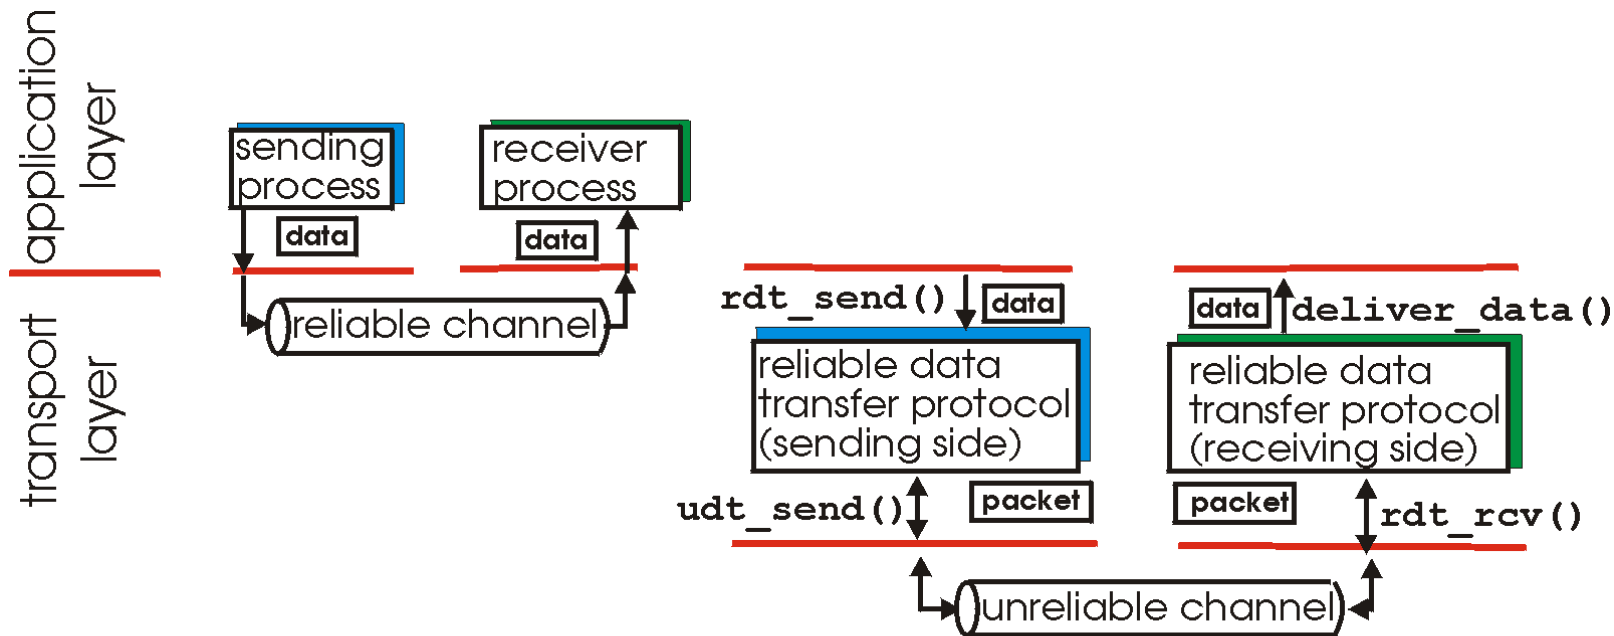 application
layer
transport
layer
sending
process
receiver
process
data
data
reliable channel
rdt_send()
data
data
deliver_data()
reliable data
transfer protocol
(sending side)
reliable data
transfer protocol
(receiving side)
udt_send()
packet
packet
rdt_rcv()
unreliable channel